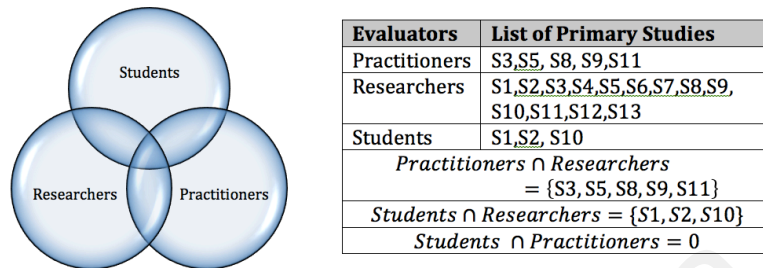 Students
Researchers
Practitioners
Evaluators List of Primary Studies
Practitioners S3,S5, S8, S9,S11
Researchers S1,S2,S3,S4,S5,S6,S7,S8,S9,
S10,S11,S12,S13
Students S1,S2, S10
Practitioners ∩ Researchers
= {S3, S5, S8, S9, S11}
Students ∩ Researchers = {S1, S2, S10}
Students ∩ Practitioners = 0